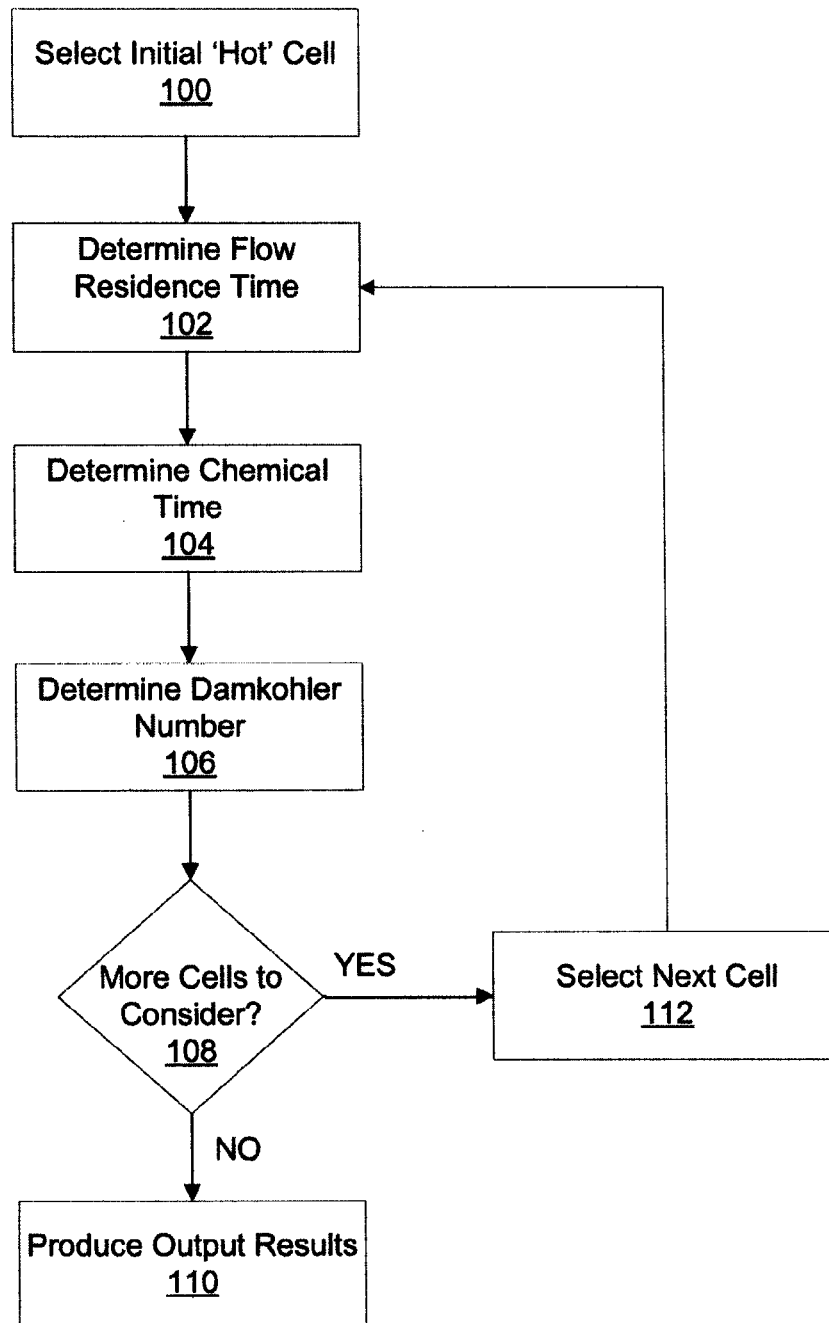 Select Initial 'Hot' Cell
100
Determine Flow
Residence Time
102
Determine Chemical
Time
104
Determine Damkohler
Number
106
More Cells to
Consider?
108
YES
Select Next Cell
112
NO
Produce Output Results
110